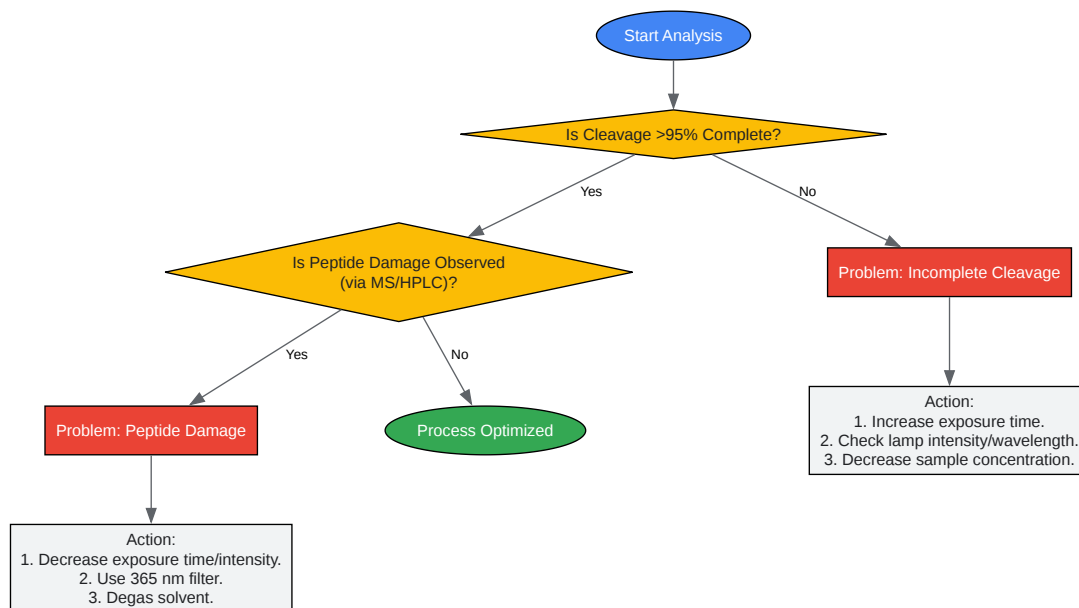 Start Analysis
Is Cleavage >95% Complete?
Yes
No
Is Peptide Damage Observed
(via MS/HPLC)?
Problem: Incomplete Cleavage
Yes
No
Problem: Peptide Damage
Process Optimized
Action:
1. Increase exposure time.
2. Check lamp intensity/wavelength.
3. Decrease sample concentration.
Action:
1. Decrease exposure time/intensity.
2. Use 365 nm filter.
3. Degas solvent.